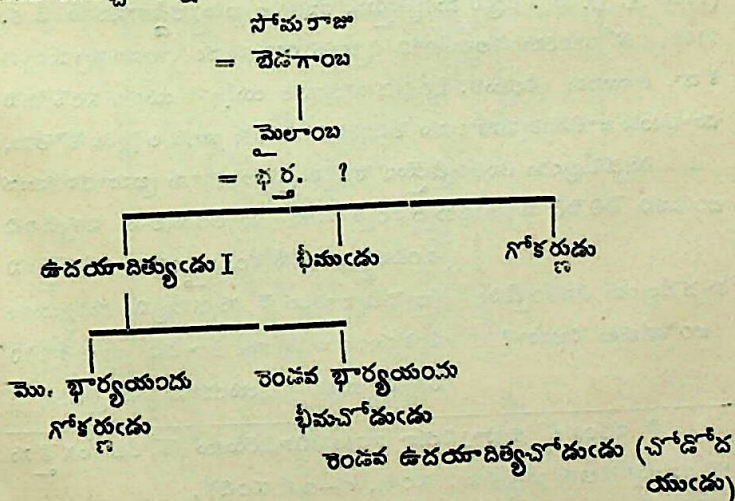 సోమరాజు
= బెడగాంబ
మైలాంబ
= భర్త. ?
ఉదయాదిత్యుఁడు I భీముఁడు గోకర్ణుడు
మొ. భార్యయందు రెండవ భార్యయందు
గోకర్ణుఁడు భీమచోడుఁడు
రెండవ ఉదయాదిత్యచోడుఁడు (చోడోద
యుఁడు)